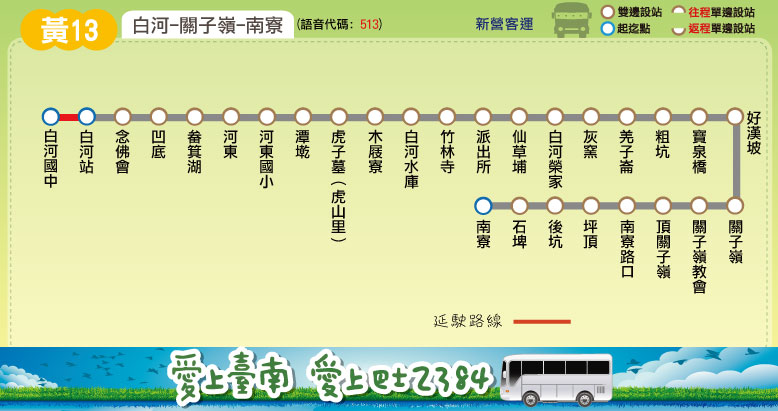 黃13
白河-關子嶺-南寮
(語音代碼: 513)
新營客運
雙邊設站
往程單邊設站
起迄點
返程單邊設站
白河國中
白河站
念佛會
凹底
畚箕湖
河東
河東國小
潭墘
虎子墓(虎山里)
木屐寮
白河水庫
竹林寺
派出所
仙草埔
白河榮家
灰窯
羌子崙
粗坑
寶泉橋
好漢坡
關子嶺
關子嶺教會
頂關子嶺
南寮路口
坪頂
後坑
石埤
南寮
延駛路線
愛上臺南 愛上巴士2384